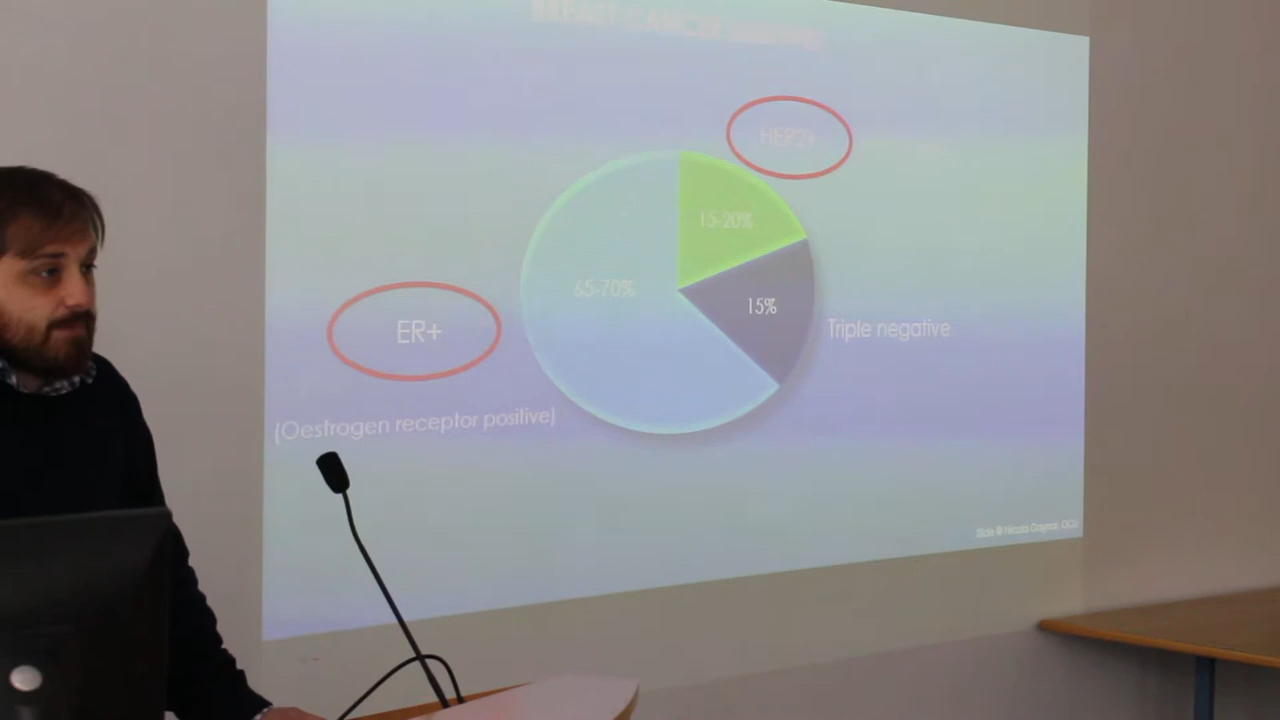 BREAST CANCER
HER2+
15-20%
65-70%
15%
ER+
Triple negative
(Oestrogen receptor positive)